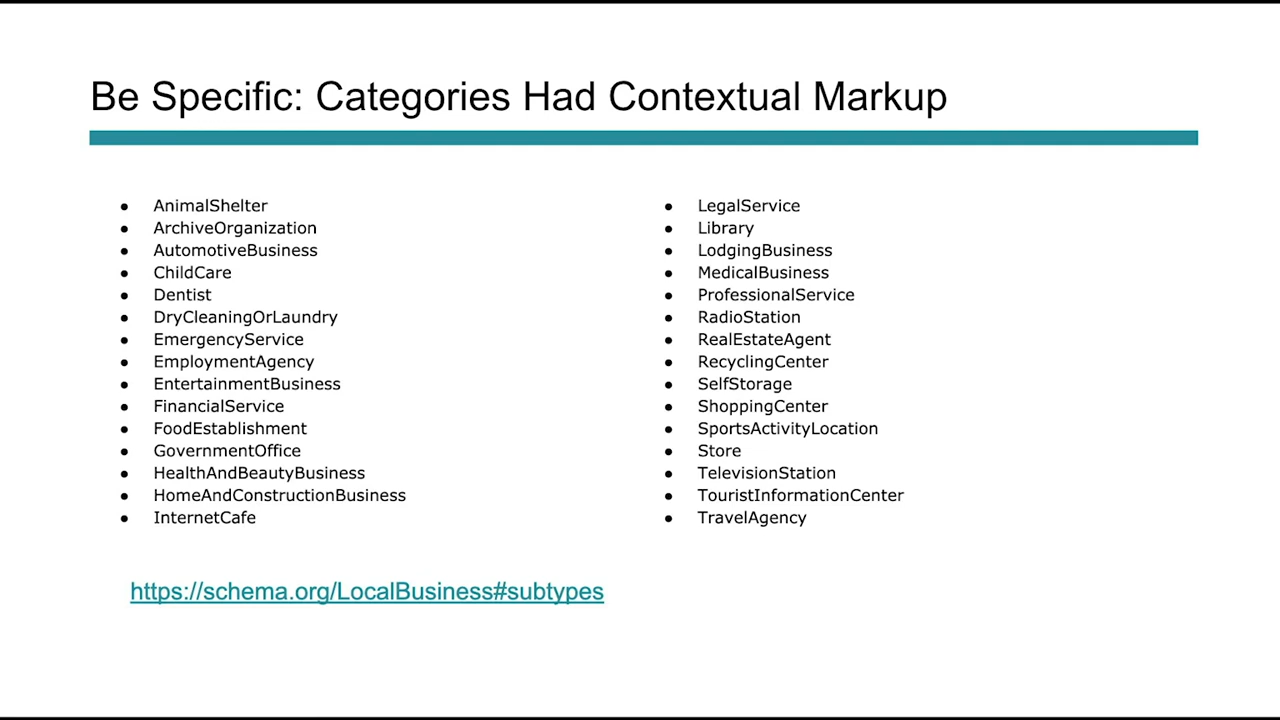 Be Specific: Categories Had Contextual Markup
● AnimalShelter
● ArchiveOrganization
● AutomotiveBusiness
● ChildCare
● Dentist
● DryCleaningOrLaundry
● EmergencyService
● EmploymentAgency
● EntertainmentBusiness
● FinancialService
● FoodEstablishment
● GovernmentOffice
● HealthAndBeautyBusiness
● HomeAndConstructionBusiness
● InternetCafe
● LegalService
● Library
● LodgingBusiness
● MedicalBusiness
● ProfessionalService
● RadioStation
● RealEstateAgent
● RecyclingCenter
● SelfStorage
● ShoppingCenter
● SportsActivityLocation
● Store
● TelevisionStation
● TouristInformationCenter
● TravelAgency
https://schema.org/LocalBusiness#subtypes